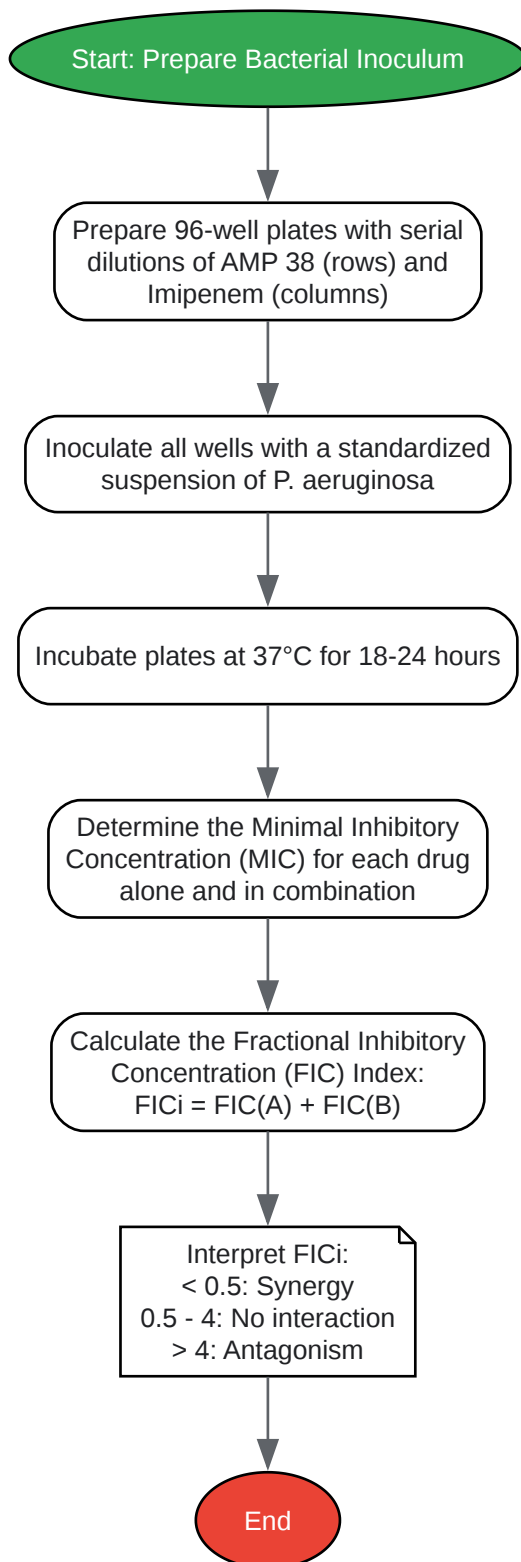 Start: Prepare Bacterial Inoculum
Prepare 96-well plates with serial
dilutions of AMP 38 (rows) and
Imipenem (columns)
Inoculate all wells with a standardized
suspension of P. aeruginosa
Incubate plates at 37°C for 18-24 hours
Determine the Minimal Inhibitory
Concentration (MIC) for each drug
alone and in combination
Calculate the Fractional Inhibitory
Concentration (FIC) Index:
FICi = FIC(A) + FIC(B)
Interpret FICi:
< 0.5: Synergy
0.5 - 4: No interaction
> 4: Antagonism
End